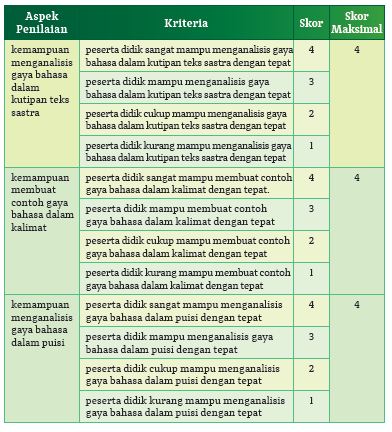 Aspek Penilaian Kriteria Skor Skor Maksimal
kemampuan menganalisis gaya bahasa dalam kutipan teks sastra
peserta didik sangat mampu menganalisis gaya
bahasa dalam kutipan teks sastra dengan tepat
4
4
peserta didik mampu menganalisis gaya
bahasa dalam kutipan teks sastra dengan tepat
3
peserta didik cukup mampu menganalisis gaya
bahasa dalam kutipan teks sastra dengan tepat
2
peserta didik kurang mampu menganalisis gaya
bahasa dalam kutipan teks sastra dengan tepat
1
kemampuan membuat contoh gaya bahasa dalam kalimat
peserta didik sangat mampu membuat contoh
gaya bahasa dalam kalimat dengan tepat.
4
4
peserta didik mampu membuat contoh
gaya bahasa dalam kalimat dengan tepat
3
peserta didik cukup mampu membuat contoh
gaya bahasa dalam kalimat dengan tepat
2
peserta didik kurang mampu membuat contoh
gaya bahasa dalam kalimat dengan tepat
1
kemampuan menganalisis gaya bahasa dalam puisi
peserta didik sangat mampu menganalisis
gaya bahasa dalam puisi dengan tepat
4
4
peserta didik mampu menganalisis gaya
bahasa dalam puisi dengan tepat
3
peserta didik cukup mampu menganalisis
gaya bahasa dalam puisi dengan tepat
2
peserta didik kurang mampu menganalisis
gaya bahasa dalam puisi dengan tepat
1